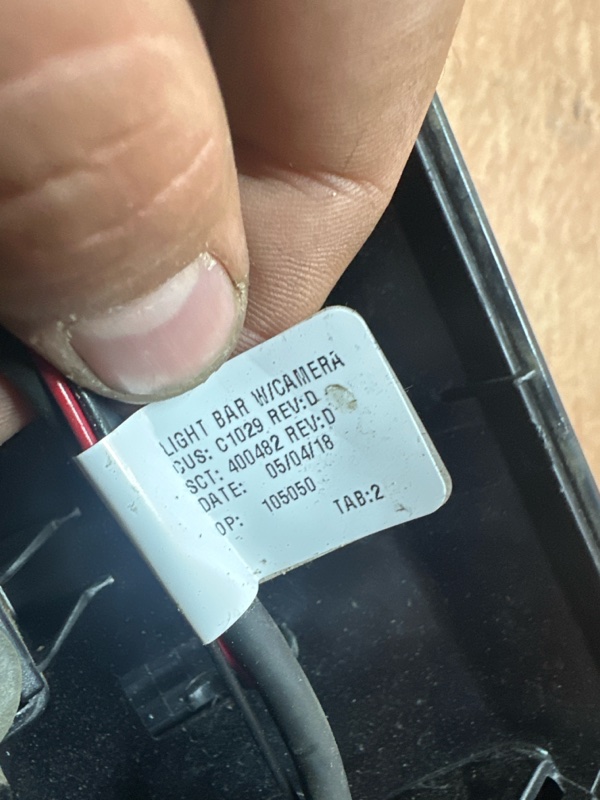 LIGHT BAR W/CAMERA
CUS: C1029 REV:D
SCT: 400482 REV:D
DATE: 05/04/18
OP: 105050
TAB:2